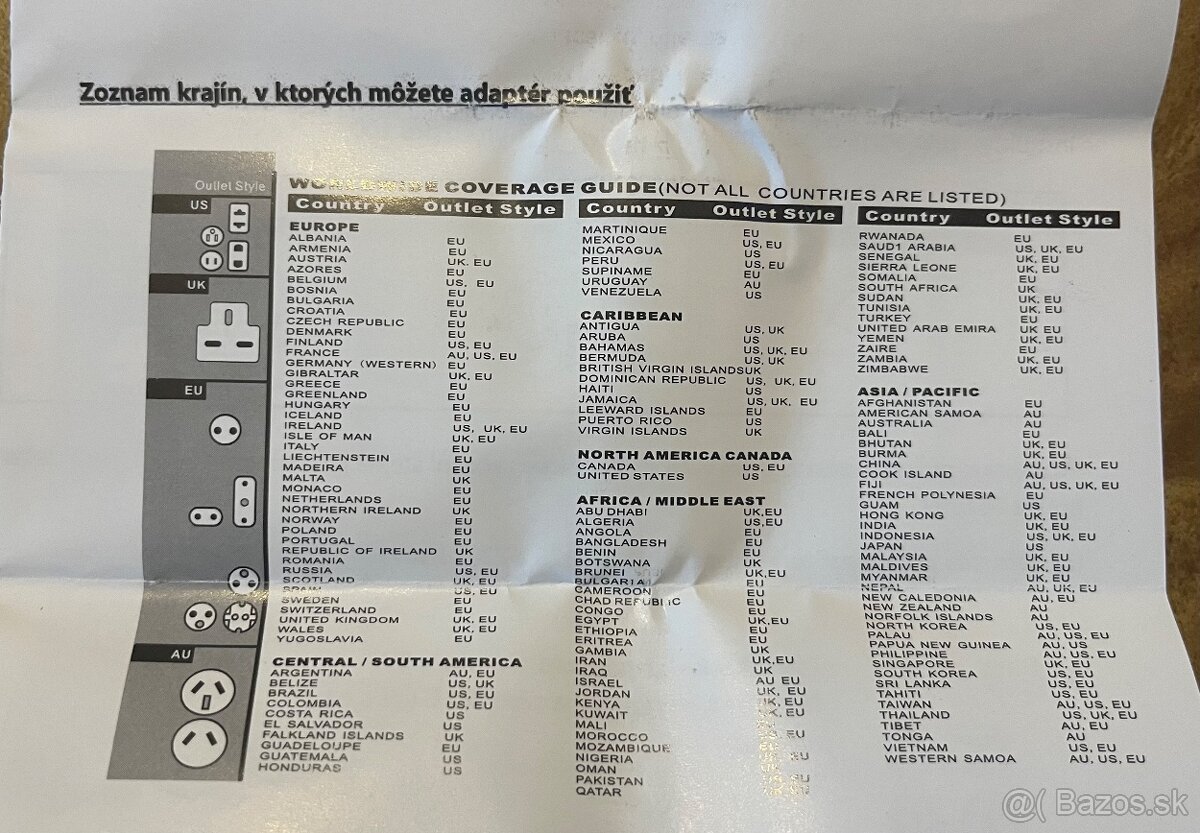 Zoznam krajín, v ktorých môžete adaptér použiť
Outlet Style
US
UK
EU
AU
WORLDWIDE COVERAGE GUIDE(NOT ALL COUNTRIES ARE LISTED)
Country Outlet Style
EUROPE
ALBANIA EU
ARMENIA EU
AUSTRIA UK. EU
AZORES EU
BELGIUM US, EU
BOSNIA EU
BULGARIA EU
CROATIA EU
CZECH REPUBLIC EU
DENMARK EU
FINLAND US, EU
FRANCE AU, US, EU
GERMANY (WESTERN) EU
GIBRALTAR UK, EU
GREECE EU
GREENLAND EU
HUNGARY EU
ICELAND EU
IRELAND US, UK, EU
ISLE OF MAN UK, EU
ITALY EU
LIECHTENSTEIN EU
MADEIRA EU
MALTA UK
MONACO EU
NETHERLANDS EU
NORTHERN IRELAND UK
NORWAY EU
POLAND EU
PORTUGAL EU
REPUBLIC OF IRELAND UK
ROMANIA EU
RUSSIA US, EU
SCOTLAND UK, EU
SPAIN US, EU
SWEDEN EU
SWITZERLAND EU
UNITED KINGDOM UK, EU
WALES UK, EU
YUGOSLAVIA EU
CENTRAL / SOUTH AMERICA
ARGENTINA AU, EU
BELIZE US, UK
BRAZIL US, EU
COLOMBIA US, EU
COSTA RICA US
EL SALVADOR US
FALKLAND ISLANDS UK
GUADELOUPE EU
GUATEMALA US
HONDURAS US
Country Outlet Style
MARTINIQUE EU
MEXICO US, EU
NICARAGUA US
PERU US, EU
SUPINAME EU
URUGUAY AU
VENEZUELA US
CARIBBEAN
ANTIGUA US, UK
ARUBA US
BAHAMAS US, UK, EU
BERMUDA US, UK
BRITISH VIRGIN ISLANDSUK
DOMINICAN REPUBLIC US, UK, EU
HAITI US
JAMAICA US, UK, EU
LEEWARD ISLANDS EU
PUERTO RICO US
VIRGIN ISLANDS UK
NORTH AMERICA CANADA
CANADA US, EU
UNITED STATES US
AFRICA / MIDDLE EAST
ABU DHABI UK,EU
ALGERIA US,EU
ANGOLA EU
BANGLADESH EU
BENIN EU
BOTSWANA UK
BRUNEI UK,EU
BULGARIA EU
CAMEROON EU
CHAD REPUBLIC EU
CONGO EU
EGYPT UK,EU
ETHIOPIA EU
ERITREA EU
GAMBIA UK
IRAN UK,EU
IRAQ UK
ISRAEL AU EU
JORDAN UK, EU
KENYA UK, EU
KUWAIT UK, EU
MALI
MOROCCO EU
MOZAMBIQUE
NIGERIA EU
OMAN
PAKISTAN EU
QATAR
Country Outlet Style
RWANADA EU
SAUD1 ARABIA US, UK, EU
SENEGAL UK, EU
SIERRA LEONE UK, EU
SOMALIA EU
SOUTH AFRICA UK
SUDAN UK, EU
TUNISIA UK, EU
TURKEY EU
UNITED ARAB EMIRA UK EU
YEMEN UK, EU
ZAIRE EU
ZAMBIA UK, EU
ZIMBABWE UK, EU
ASIA / PACIFIC
AFGHANISTAN EU
AMERICAN SAMOA AU
AUSTRALIA AU
BALI EU
BHUTAN UK, EU
BURMA UK, EU
CHINA AU, US, UK, EU
COOK ISLAND AU
FIJI AU, US, UK, EU
FRENCH POLYNESIA EU
GUAM US
HONG KONG UK, EU
INDIA UK, EU
INDONESIA US, UK, EU
JAPAN US
MALAYSIA UK, EU
MALDIVES UK, EU
MYANMAR UK, EU
NEPAL AU, UK, EU
NEW CALEDONIA AU, EU
NEW ZEALAND AU
NORFOLK ISLANDS AU
NORTH KOREA US, EU
PALAU AU, US, EU
PAPUA NEW GUINEA AU, US
PHILIPPINE AU, US, EU
SINGAPORE UK, EU
SOUTH KOREA US, EU
SRI LANKA US, EU
TAHITI US, EU
TAIWAN AU, US, EU
THAILAND US, UK, EU
TIBET AU, EU
TONGA AU
VIETNAM US, EU
WESTERN SAMOA AU, US, EU
@( Bazos.sk